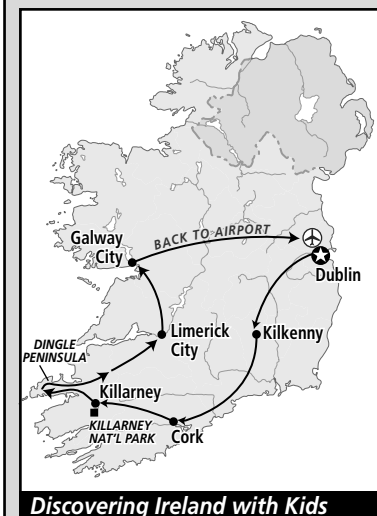 BACK TO AIRPORT
Galway
City
Dublin
Limerick
City
Kilkenny
DINGLE
PENINSULA
Killarney
KILLARNEY
NAT'L PARK
Cork
Discovering Ireland with Kids